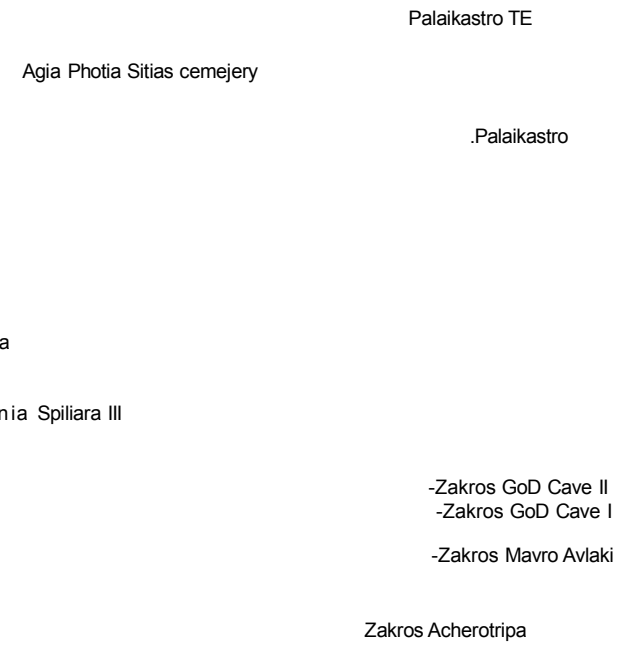 Palaikastro TE
Agia Photia Sitias cemejery
.Palaikastro
a
nia Spiliara III
-Zakros GoD Cave II
-Zakros GoD Cave I
-Zakros Mavro Avlaki
Zakros Acherotripa